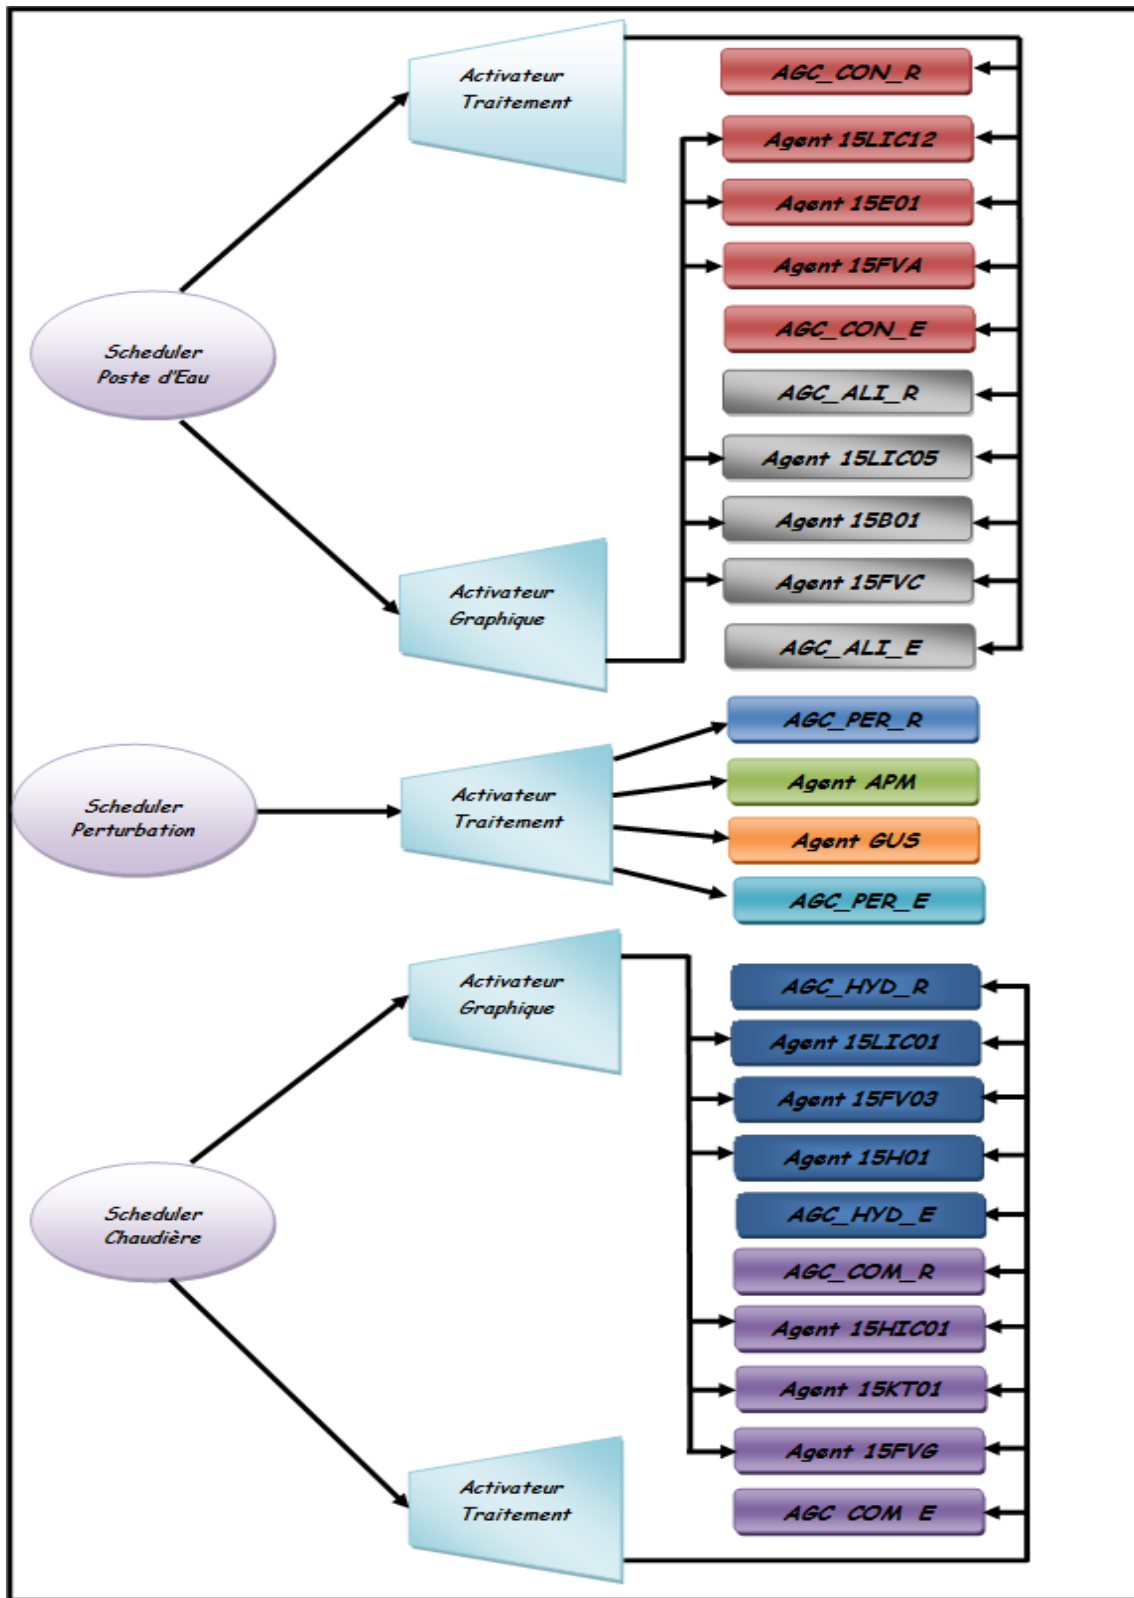 Activateur
Traitement
AGC_CON_R
Agent 15LIC12
Agent 15E01
Agent 15FVA
AGC_CON_E
Scheduler
Poste d'Eau
AGC_ALI_R
Agent 15LIC05
Agent 15B01
Agent 15FVC
AGC_ALI_E
Activateur
Graphique
AGC_PER_R
Agent APM
Agent GUS
AGC_PER_E
Scheduler
Perturbation
Activateur
Traitement
Activateur
Graphique
AGC_HYD_R
Agent 15LIC01
Agent 15FV03
Agent 15H01
AGC_HYD_E
Scheduler
Chaudière
AGC_COM_R
Agent 15HIC01
Agent 15KT01
Agent 15FVG
AGC COM E
Activateur
Traitement